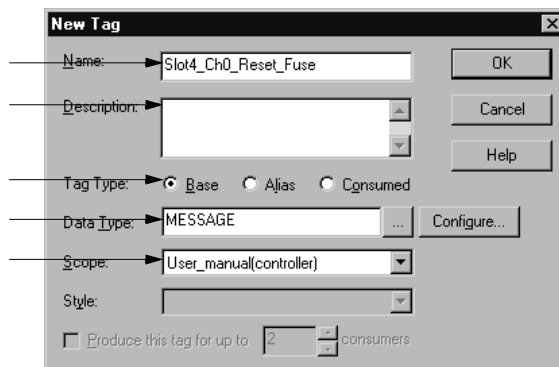 New Tag
Name: Slot4_Ch0_Reset_Fuse OK
Description: Cancel
Help
Tag Type: Base Alias Consumed
Data Type: MESSAGE ... Configure...
Scope: User_manual(controller)
Style:
Produce this tag for up to 2 consumers